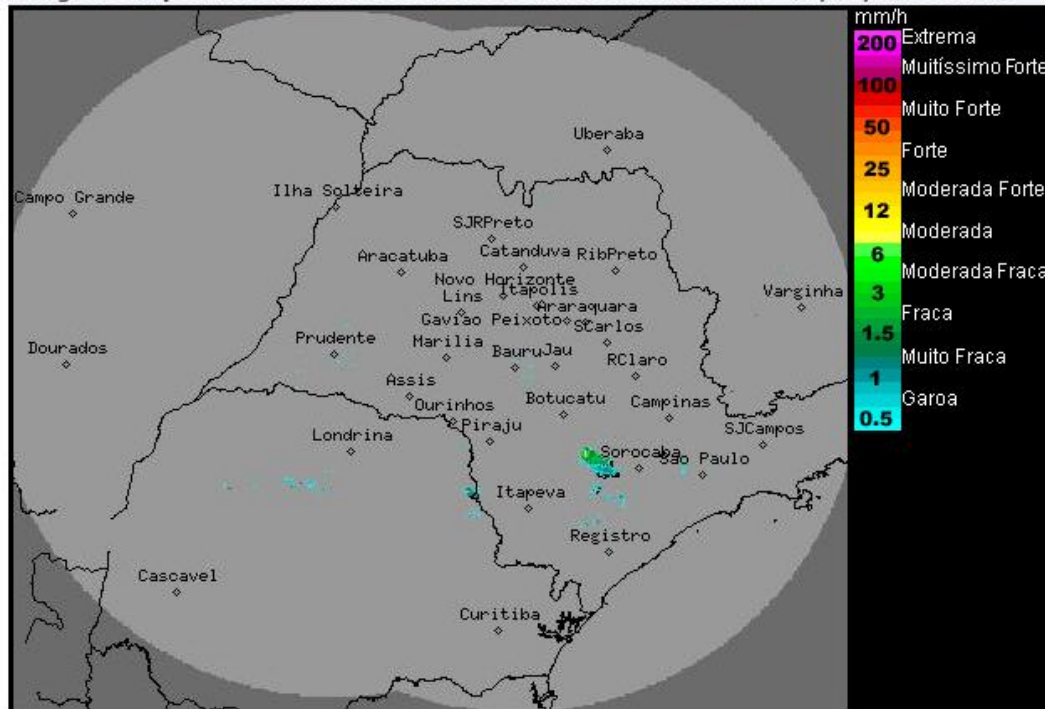 mm/h
200 Extrema
Muitíssimo Forte
100
Muito Forte
50
Forte
25
Moderada Forte
12
Moderada
6
Moderada Fraca
3
Fraca
1.5
Muito Fraca
1
Garoa
0.5
Uberaba
Campo Grande
Ilha Solteira
SJRPreto
Aracatuba
Catanduva
RibPreto
Novo Horizonte
Itapolis
Lins
Araraquara
Varginha
Gaviao Peixoto
SCarlos
Prudente
Marilia
Dourados
Bauru
Jau
RClaro
Assis
Ourinhos
Botucatu
Campinas
Piraju
Londrina
SJCampos
Sorocaba
Sao Paulo
Itapeva
Registro
Cascavel
Curitiba